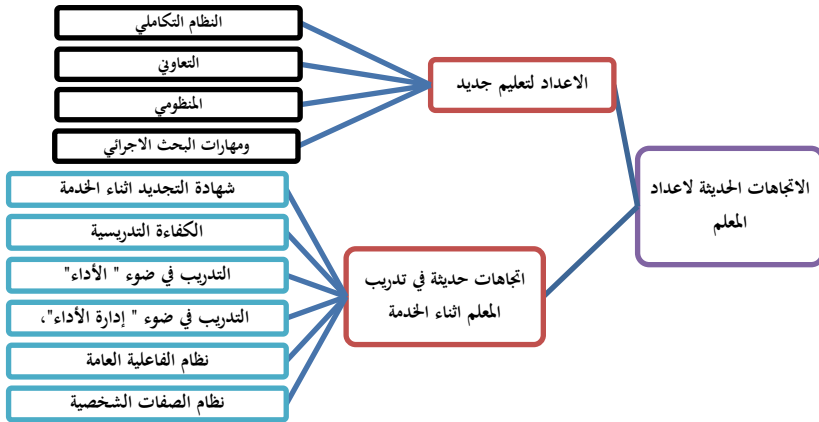 الاتجاهات الحديثة لاعداد
المعلم
الاعداد لتعليم جديد
النظام التكاملي
التعاوني
المنظومي
ومهارات البحث الاجرائي
اتجاهات حديثة في تدريب
المعلم اثناء الخدمة
شهادة التجديد اثناء الخدمة
الكفاءة التدريسية
التدريب في ضوء " الأداء"
التدريب في ضوء " إدارة الأداء"،
نظام الفاعلية العامة
نظام الصفات الشخصية